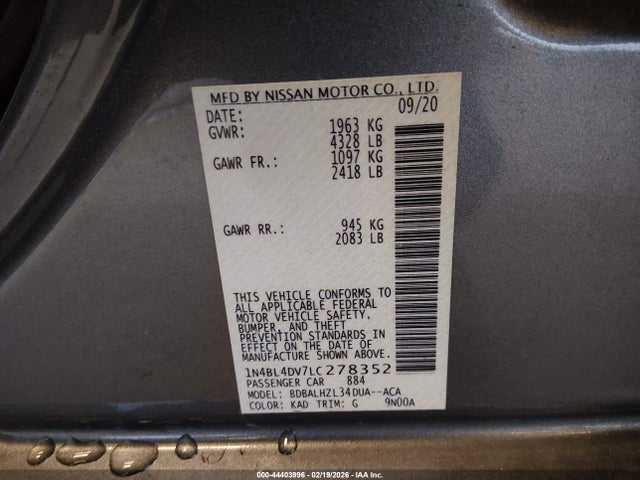 MFD BY NISSAN MOTOR CO., LTD.
DATE: 09/20
GVWR: 1963 KG
4328 LB
GAWR FR.: 1097 KG
2418 LB
GAWR RR.: 945 KG
2083 LB
THIS VEHICLE CONFORMS TO
ALL APPLICABLE FEDERAL
MOTOR VEHICLE SAFETY,
BUMPER, AND THEFT
PREVENTION STANDARDS IN
EFFECT ON THE DATE OF
MANUFACTURE SHOWN ABOVE.
1N4BL4DV7LC278352
PASSENGER CAR 884
MODEL: BDBALHZL34DUA--ACA
COLOR: KAD TRIM: G 9N00A
000-44403996 - 02/19/2026 - IAA Inc.